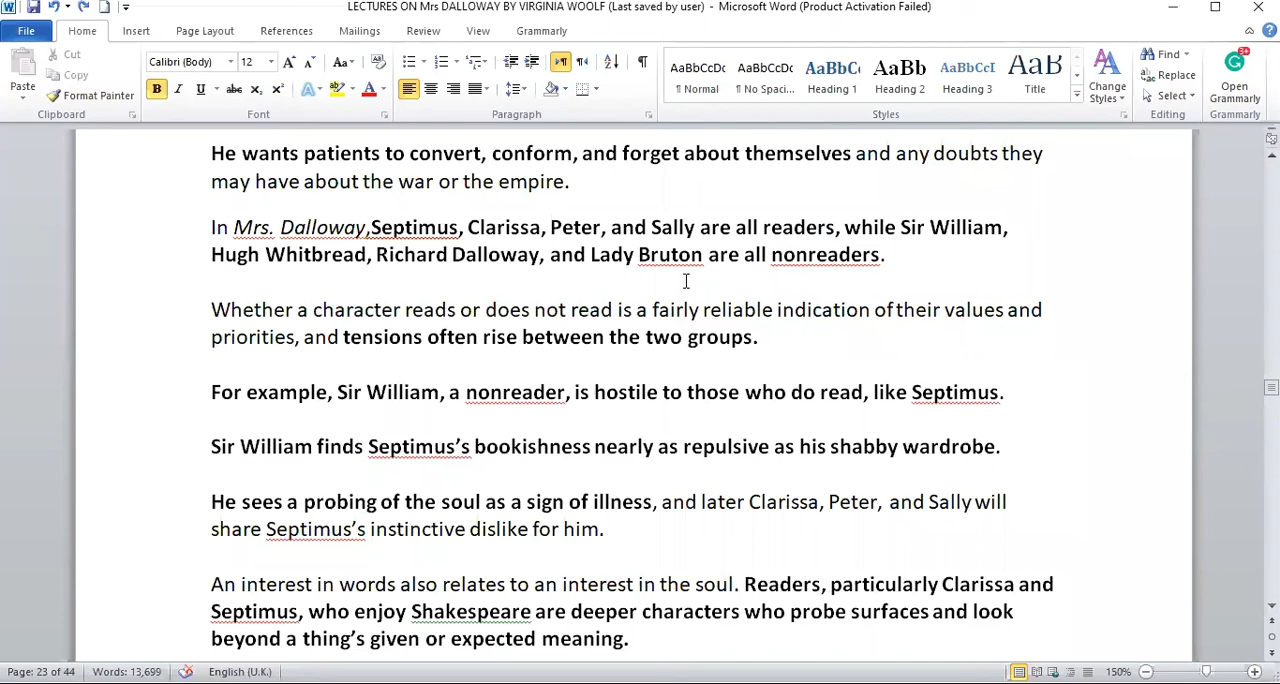 LECTURES ON Mrs DALLOWAY BY VIRGINIA WOOLF (Last saved by user) - Microsoft Word (Product Activation Failed)
File Home Insert Page Layout References Mailings Review View Grammarly
Paste Cut Copy Format Painter Clipboard
Calibri (Body) 12 Font
Paragraph
AaBbCcDc AaBbCcDc AaBbC AaBb AaBbCcI AaB
¶ Normal ¶ No Spaci... Heading 1 Heading 2 Heading 3 Title
Styles
Change Styles
Find Replace Select Editing
Open Grammarly Grammarly
He wants patients to convert, conform, and forget about themselves and any doubts they
may have about the war or the empire.
In Mrs. Dalloway,Septimus, Clarissa, Peter, and Sally are all readers, while Sir William,
Hugh Whitbread, Richard Dalloway, and Lady Bruton are all nonreaders.
Whether a character reads or does not read is a fairly reliable indication of their values and
priorities, and tensions often rise between the two groups.
For example, Sir William, a nonreader, is hostile to those who do read, like Septimus.
Sir William finds Septimus’s bookishness nearly as repulsive as his shabby wardrobe.
He sees a probing of the soul as a sign of illness, and later Clarissa, Peter, and Sally will
share Septimus’s instinctive dislike for him.
An interest in words also relates to an interest in the soul. Readers, particularly Clarissa and
Septimus, who enjoy Shakespeare are deeper characters who probe surfaces and look
beyond a thing’s given or expected meaning.
Page: 23 of 44 Words: 13,699 English (U.K.) 150%